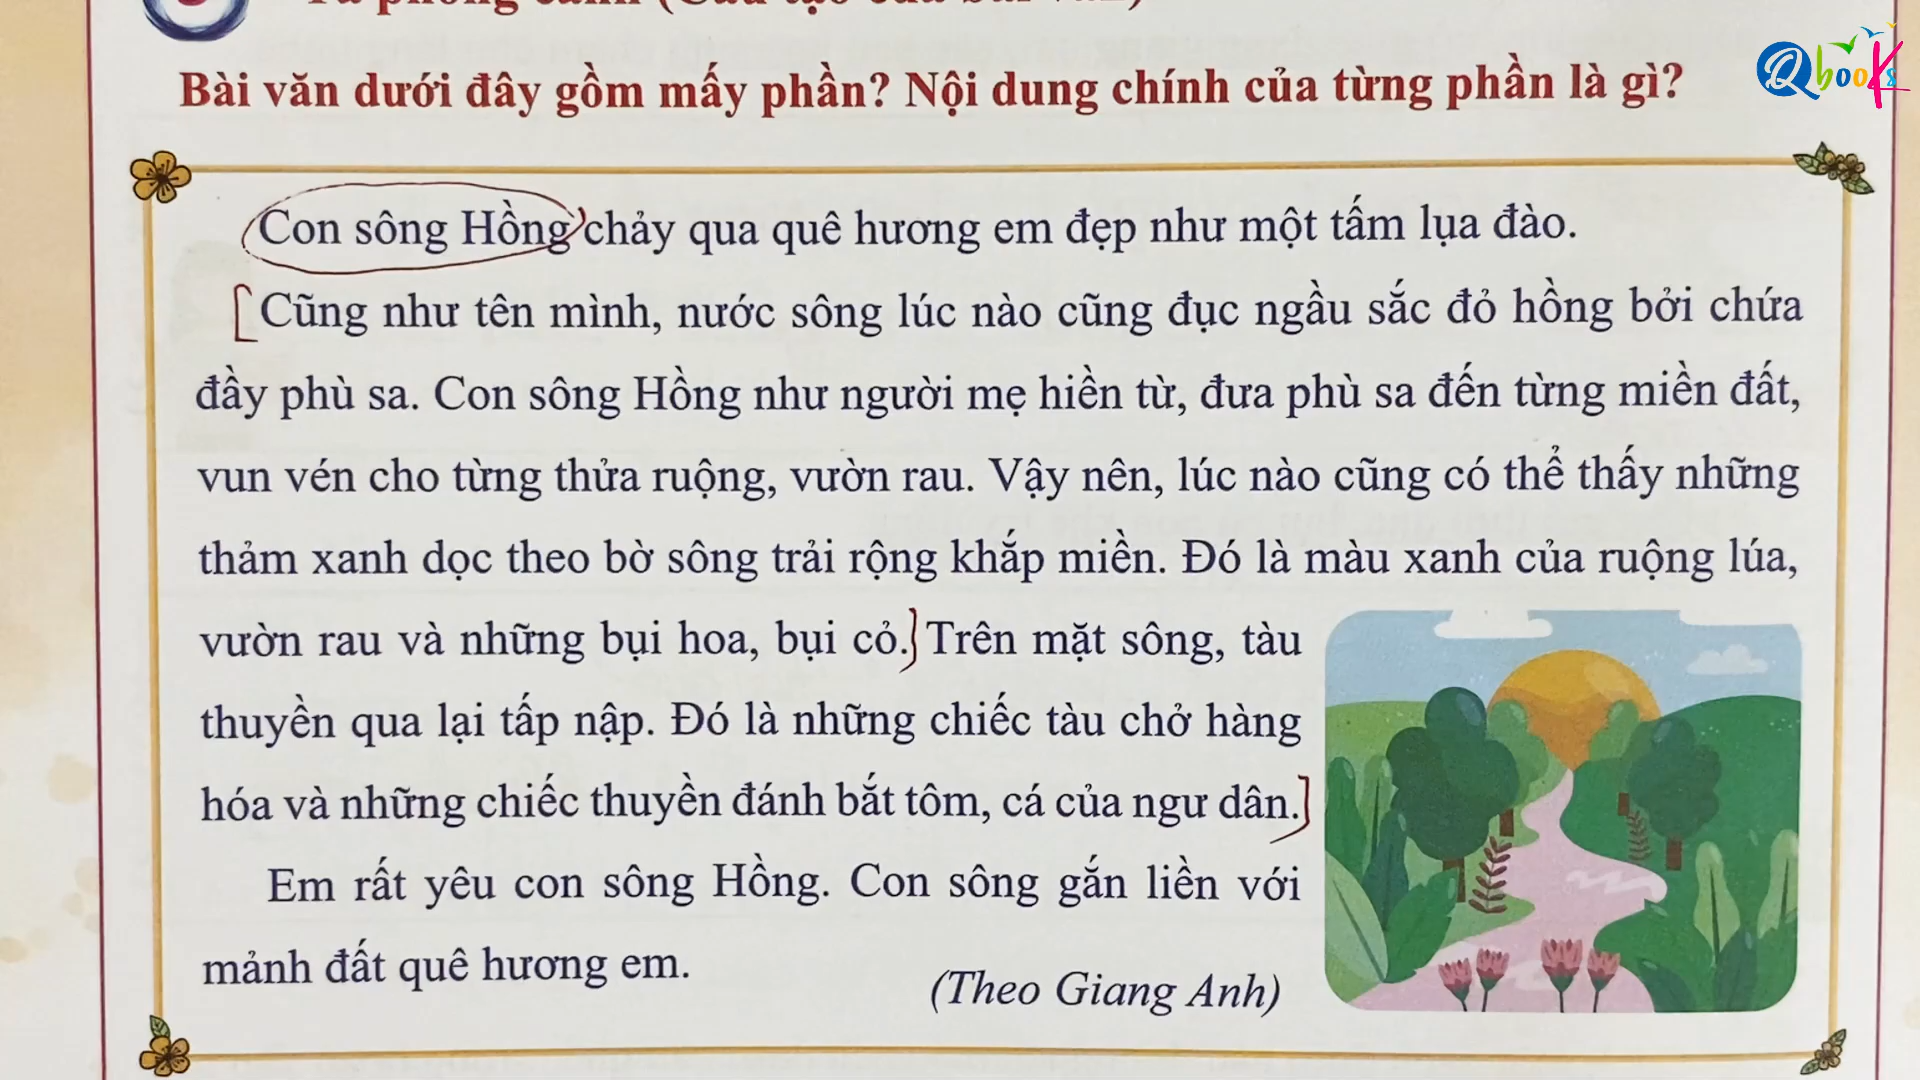 Tả phong cảnh (Cấu tạo của bài văn)
Qbooks
Bài văn dưới đây gồm mấy phần? Nội dung chính của từng phần là gì?
Con sông Hồng chảy qua quê hương em đẹp như một tấm lụa đào.
Cũng như tên mình, nước sông lúc nào cũng đục ngầu sắc đỏ hồng bởi chứa
đầy phù sa. Con sông Hồng như người mẹ hiền từ, đưa phù sa đến từng miền đất,
vun vén cho từng thửa ruộng, vườn rau. Vậy nên, lúc nào cũng có thể thấy những
thảm xanh dọc theo bờ sông trải rộng khắp miền. Đó là màu xanh của ruộng lúa,
vườn rau và những bụi hoa, bụi cỏ. Trên mặt sông, tàu
thuyền qua lại tấp nập. Đó là những chiếc tàu chở hàng
hóa và những chiếc thuyền đánh bắt tôm, cá của ngư dân.
Em rất yêu con sông Hồng. Con sông gắn liền với
mảnh đất quê hương em.
(Theo Giang Anh)